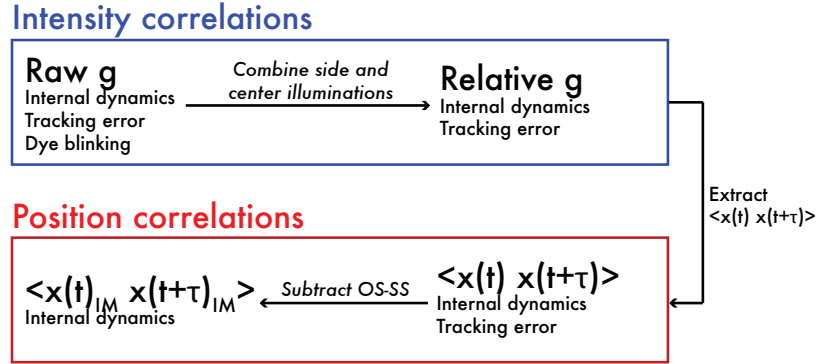 Intensity correlations
Raw g
Internal dynamics
Tracking error
Dye blinking
Combine side and
center illuminations
Relative g
Internal dynamics
Tracking error
Extract
<x(t) x(t+τ)>
Position correlations
<x(t)IM x(t+τ)IM>
Internal dynamics
Subtract OS-SS
<x(t) x(t+τ)>
Internal dynamics
Tracking error